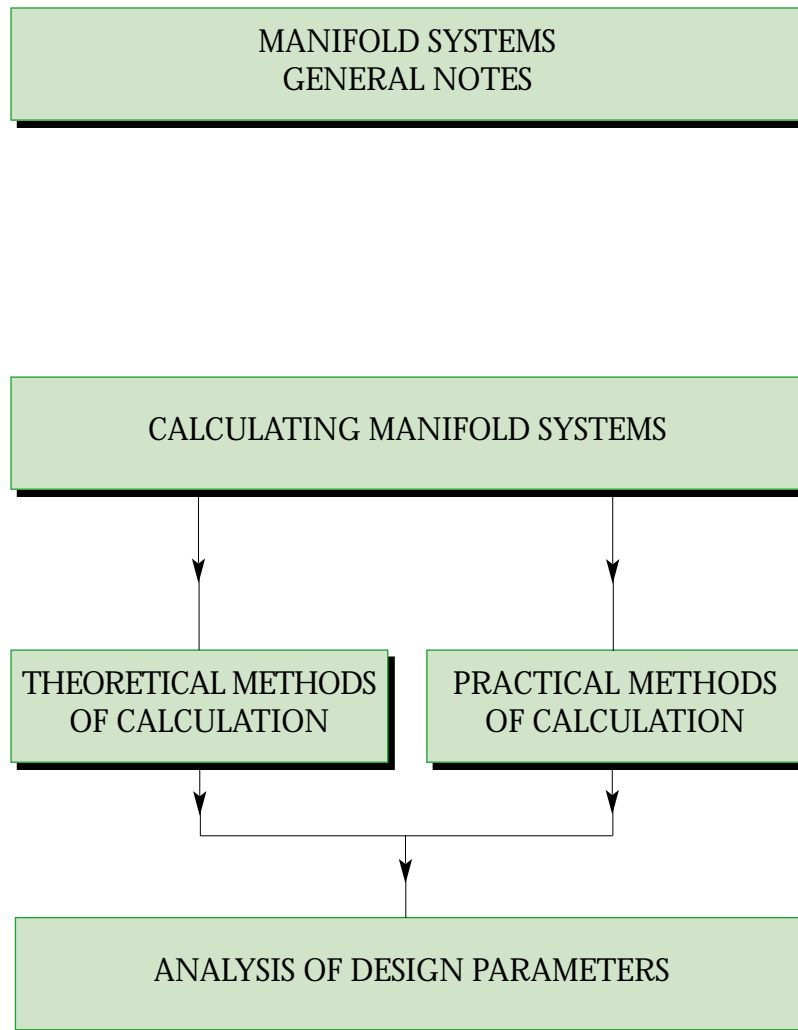 MANIFOLD SYSTEMS
GENERAL NOTES
CALCULATING MANIFOLD SYSTEMS
THEORETICAL METHODS
OF CALCULATION
PRACTICAL METHODS
OF CALCULATION
ANALYSIS OF DESIGN PARAMETERS